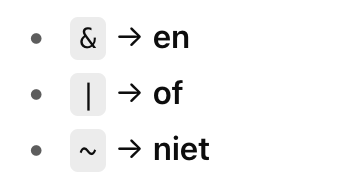 • & → en
• | → of
• ~ → niet